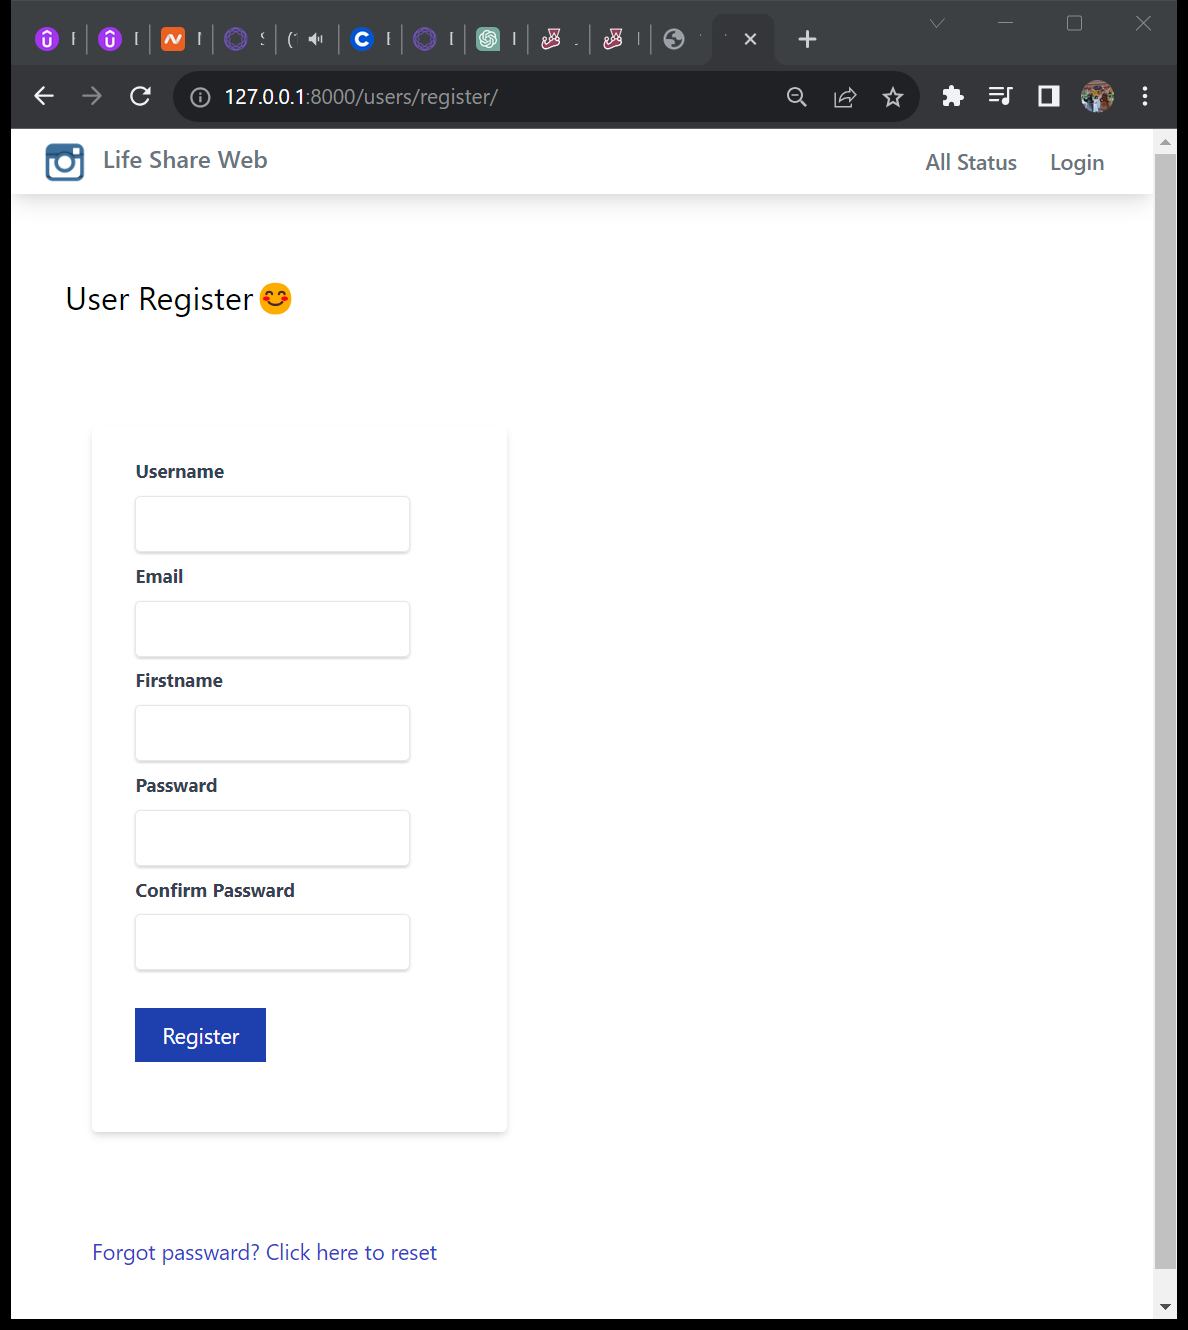 127.0.0.1:8000/users/register/
Life Share Web
All Status
Login
User Register
Username
Email
Firstname
Passward
Confirm Passward
Register
Forgot passward? Click here to reset